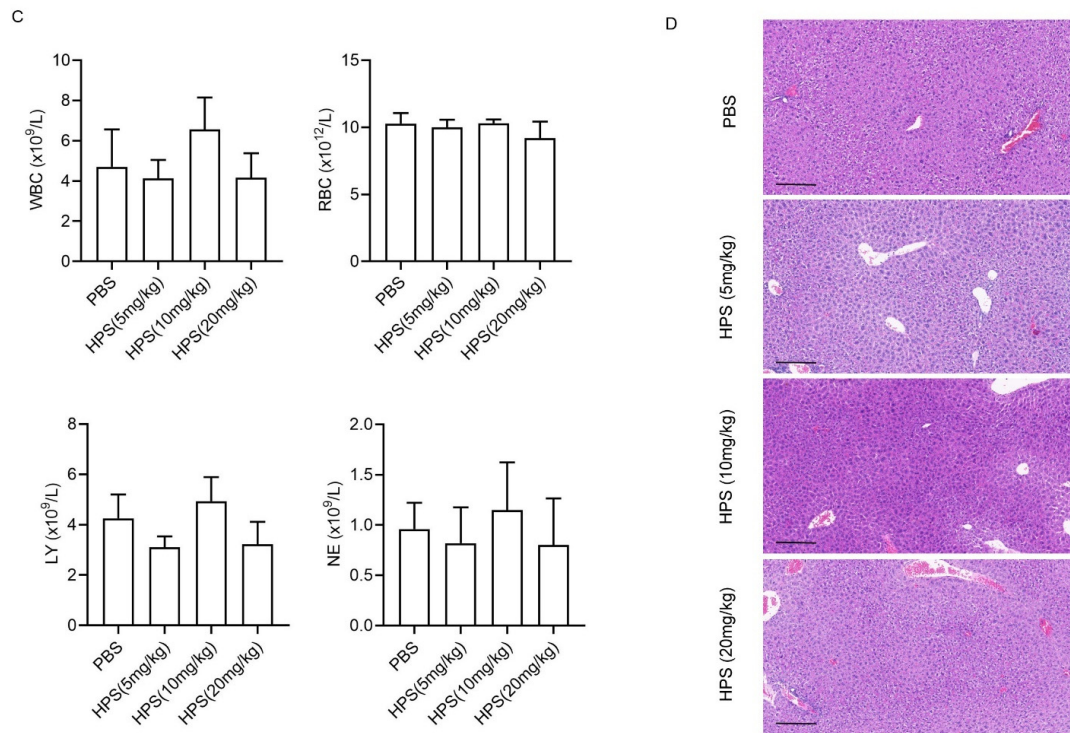 C
WBC (x10⁹/L)
10
8
6
4
2
0
PBS
HPS(5mg/kg)
HPS(10mg/kg)
HPS(20mg/kg)
RBC (x10¹²/L)
15
10
5
0
PBS
HPS(5mg/kg)
HPS(10mg/kg)
HPS(20mg/kg)
LY (x10⁹/L)
8
6
4
2
0
PBS
HPS(5mg/kg)
HPS(10mg/kg)
HPS(20mg/kg)
NE (x10⁹/L)
2.0
1.5
1.0
0.5
0.0
PBS
HPS(5mg/kg)
HPS(10mg/kg)
HPS(20mg/kg)
D
PBS
HPS (5mg/kg)
HPS (10mg/kg)
HPS (20mg/kg)